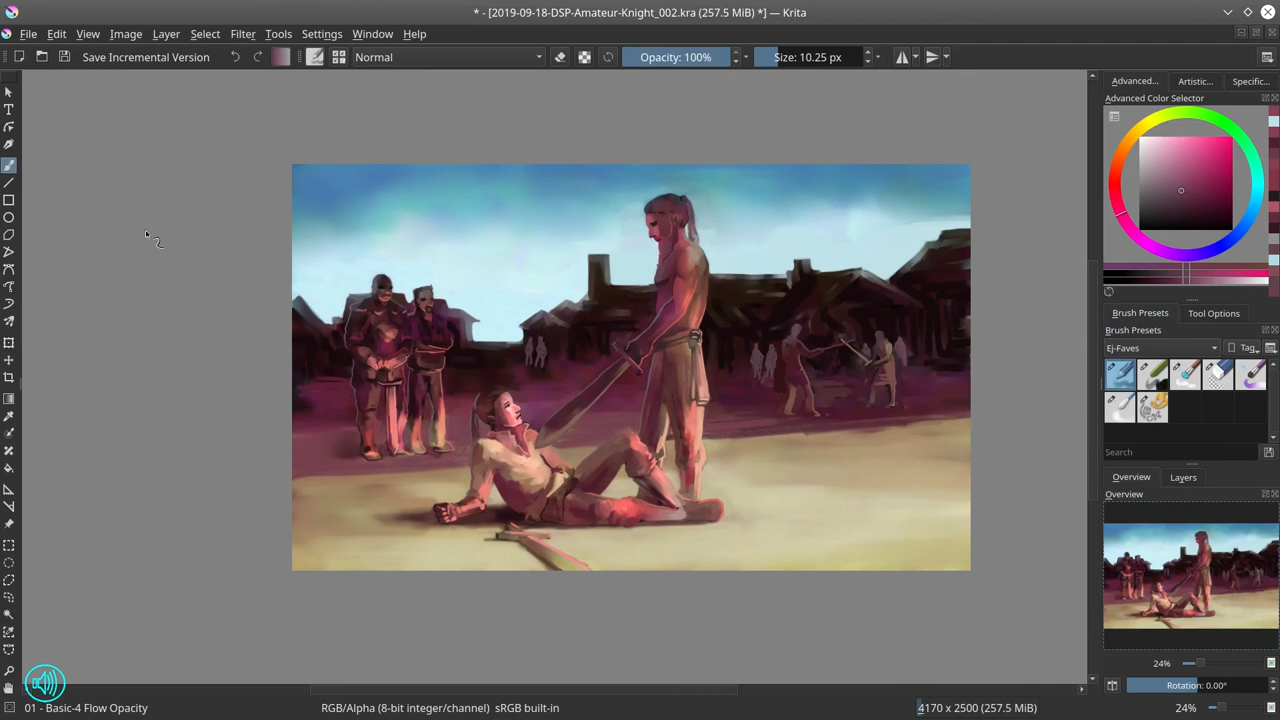 * - [2019-09-18-DSP-Amateur-Knight_002.kra (257.5 MiB) *] — Krita
File Edit View Image Layer Select Filter Tools Settings Window Help
Save Incremental Version Normal Opacity: 100% Size: 10.25 px
Advanced... Artistic... Specific...
Advanced Color Selector
Brush Presets Tool Options
Brush Presets
Ej-Faves Tag
Search
Overview Layers
Overview
24%
Rotation: 0.00°
01 - Basic-4 Flow Opacity RGB/Alpha (8-bit integer/channel) sRGB built-in 4170 x 2500 (257.5 MiB) 24%